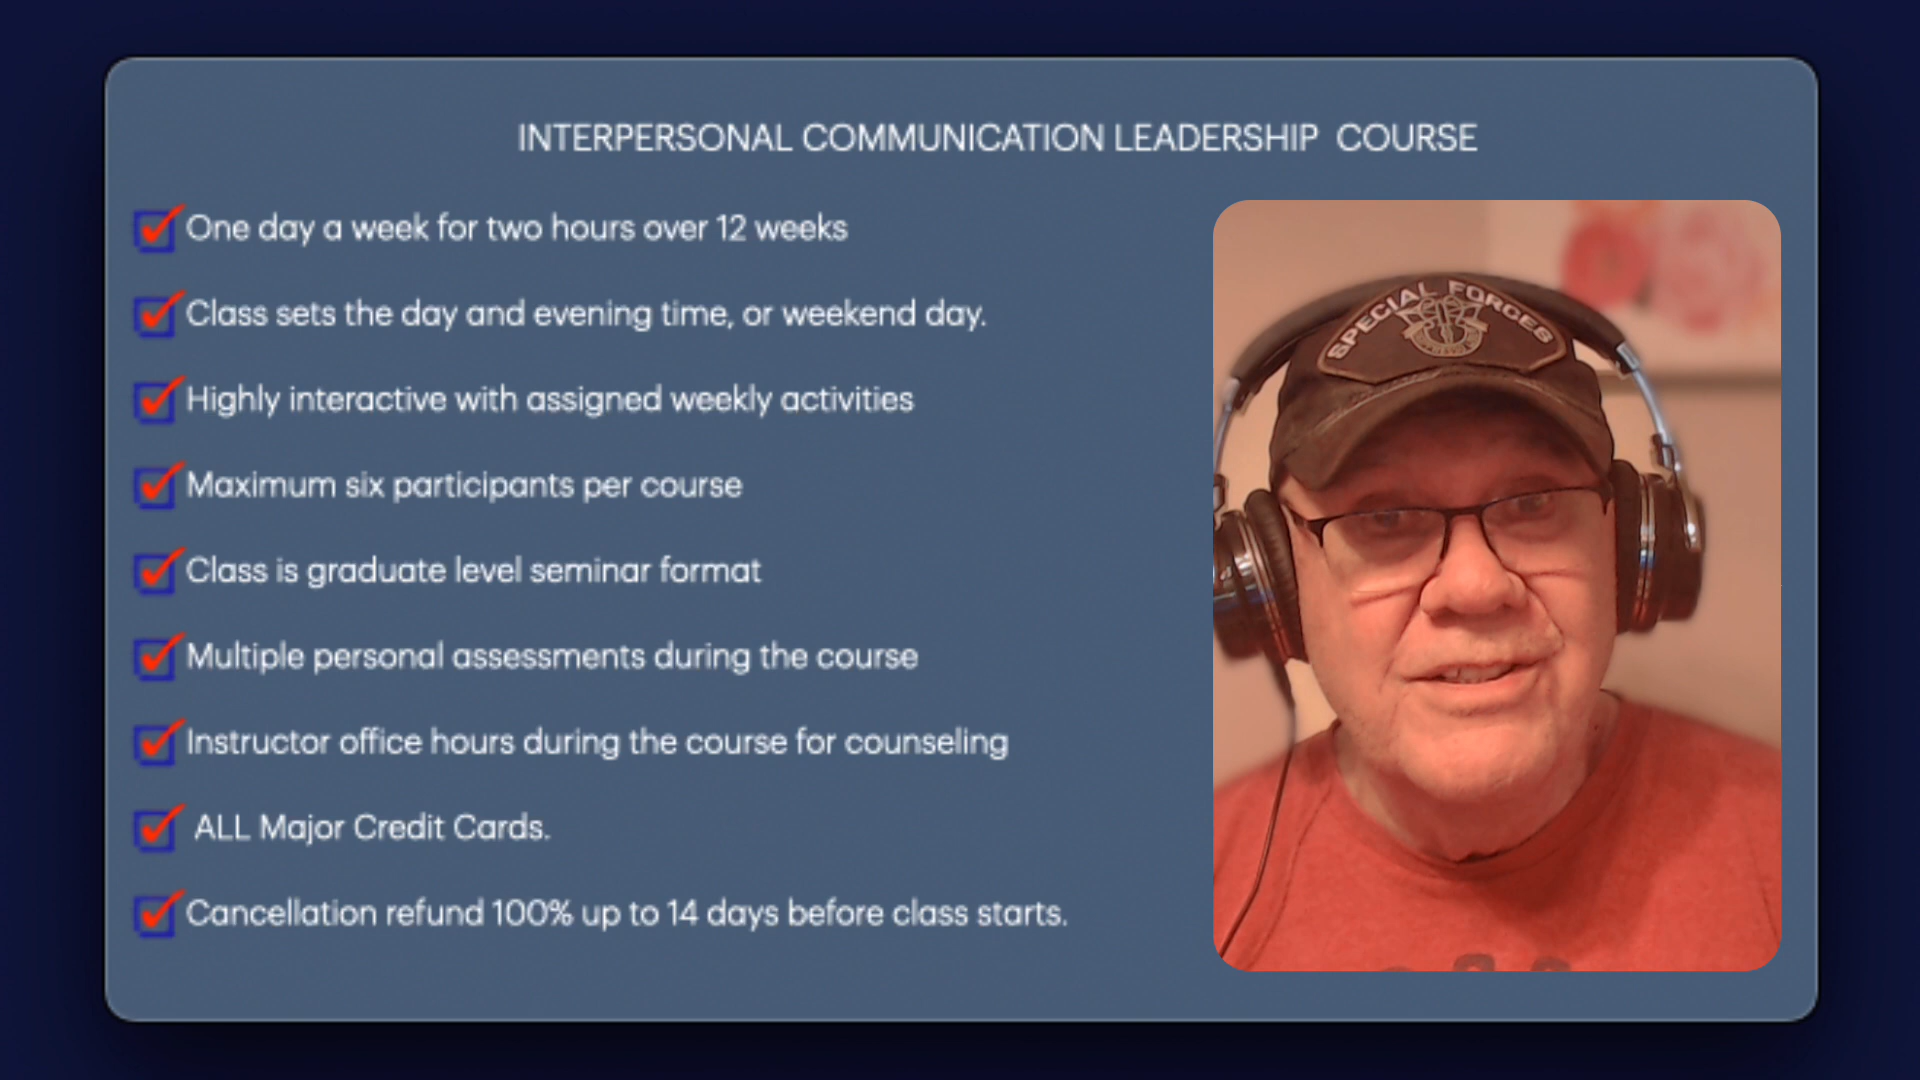 INTERPERSONAL COMMUNICATION LEADERSHIP COURSE
One day a week for two hours over 12 weeks
Class sets the day and evening time, or weekend day.
Highly interactive with assigned weekly activities
Maximum six participants per course
Class is graduate level seminar format
Multiple personal assessments during the course
Instructor office hours during the course for counseling
ALL Major Credit Cards.
Cancellation refund 100% up to 14 days before class starts.
SPECIAL FORCES